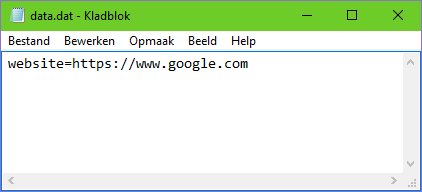 data.dat - Kladblok
Bestand Bewerken Opmaak Beeld Help
website=https://www.google.com